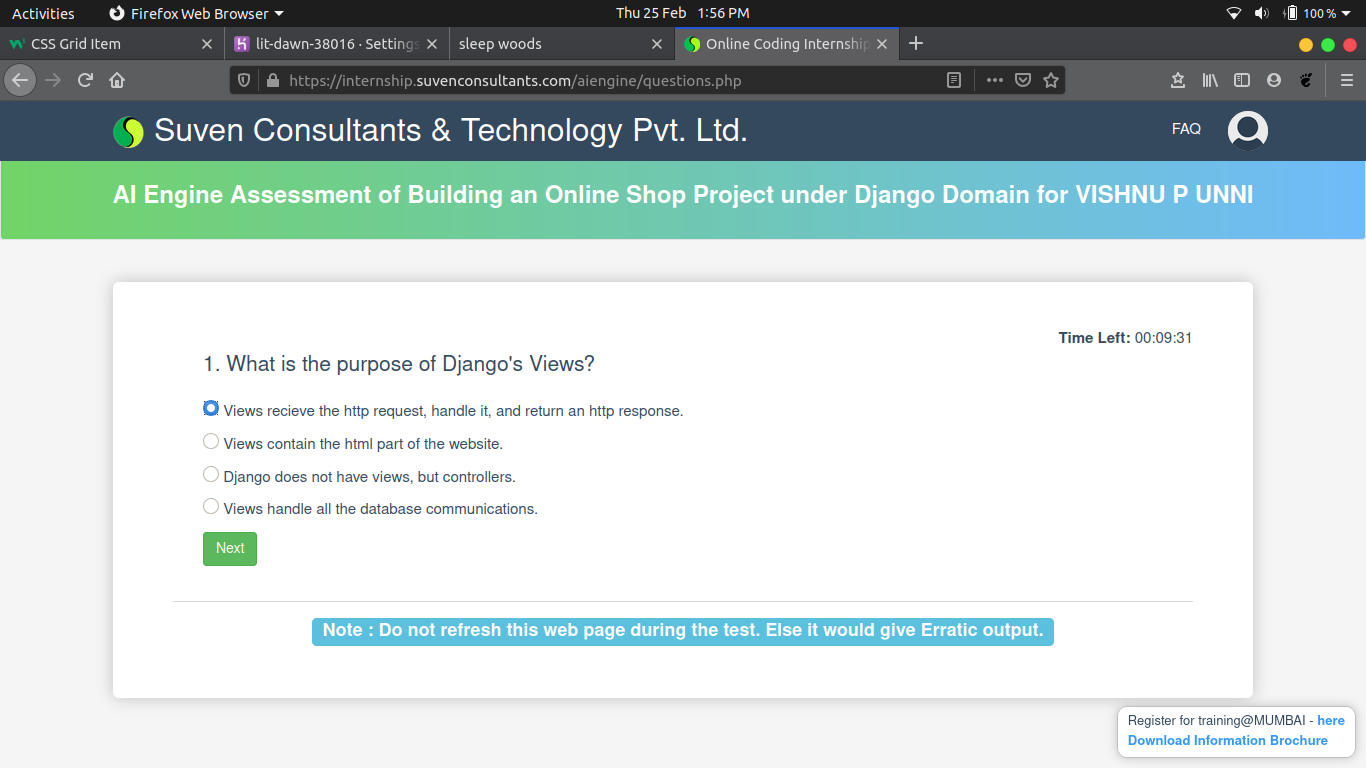 Activities Firefox Web Browser Thu 25 Feb 1:56 PM 100 %
CSS Grid Item lit-dawn-38016 · Settings sleep woods Online Coding Internship
https://internship.suvenconsultants.com/aiengine/questions.php
Suven Consultants & Technology Pvt. Ltd. FAQ
AI Engine Assessment of Building an Online Shop Project under Django Domain for VISHNU P UNNI
Time Left: 00:09:31
1. What is the purpose of Django's Views?
Views recieve the http request, handle it, and return an http response.
Views contain the html part of the website.
Django does not have views, but controllers.
Views handle all the database communications.
Next
Note : Do not refresh this web page during the test. Else it would give Erratic output.
Register for training@MUMBAI - here
Download Information Brochure